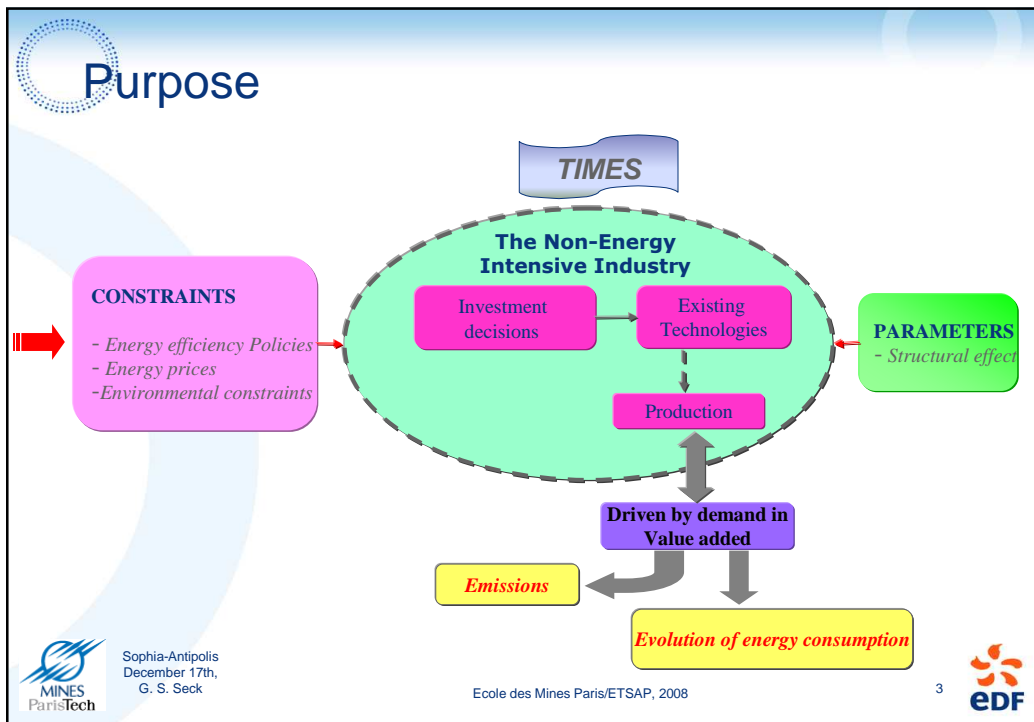 Purpose
TIMES
The Non-Energy
Intensive Industry
CONSTRAINTS
- Energy efficiency Policies
- Energy prices
-Environmental constraints
Investment
decisions
Existing
Technologies
Production
PARAMETERS
- Structural effect
Driven by demand in
Value added
Emissions
Evolution of energy consumption
MINES
ParisTech
Sophia-Antipolis
December 17th,
G. S. Seck
Ecole des Mines Paris/ETSAP, 2008
3
eDF